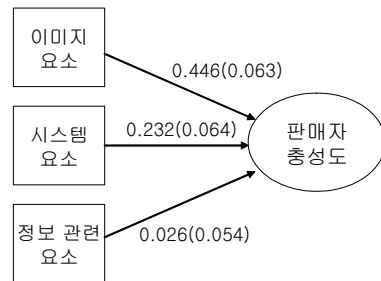 이미지
요소
0.446(0.063)
시스템
요소
0.232(0.064)
판매자
충성도
정보 관련
요소
0.026(0.054)